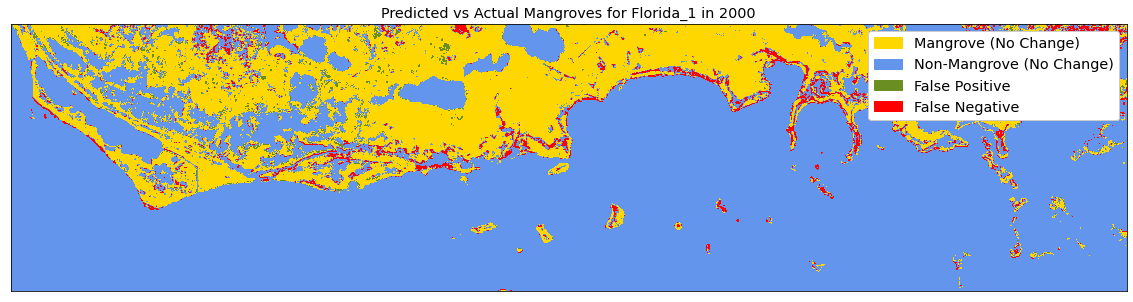 Predicted vs Actual Mangroves for Florida_1 in 2000
Mangrove (No Change)
Non-Mangrove (No Change)
False Positive
False Negative